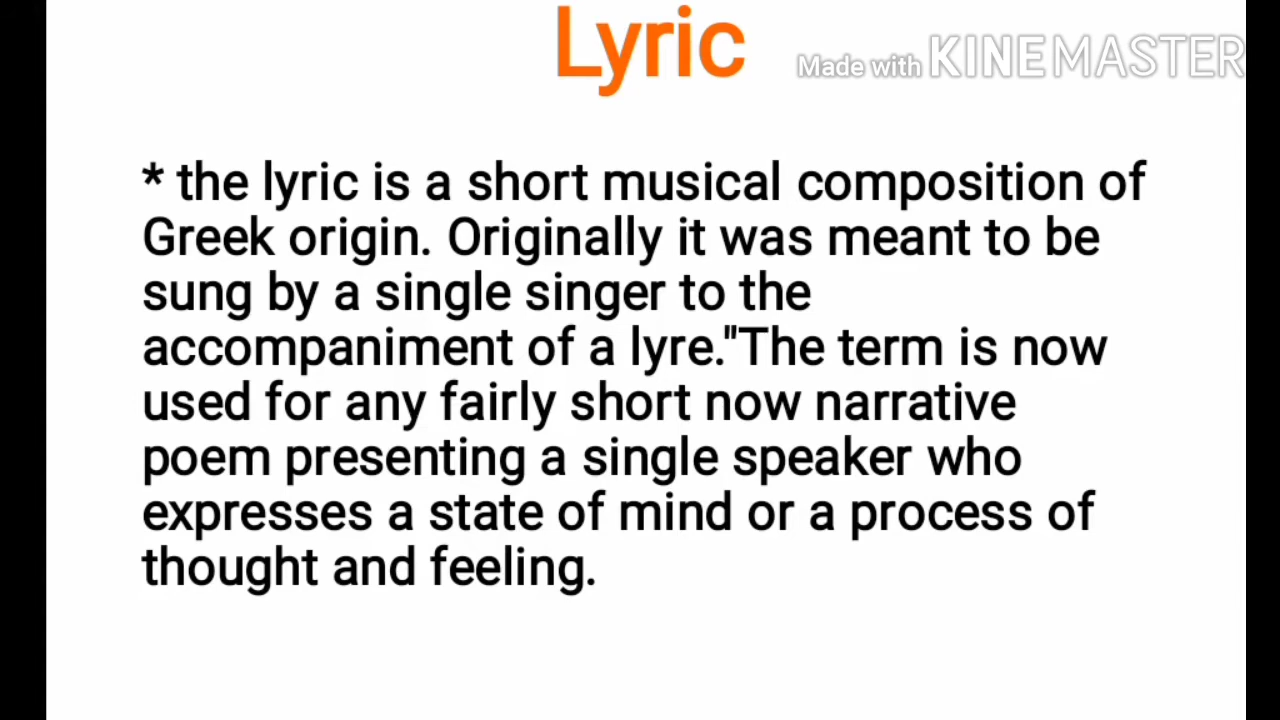 Lyric
Made with KINEMASTER
* the lyric is a short musical composition of
Greek origin. Originally it was meant to be
sung by a single singer to the
accompaniment of a lyre."The term is now
used for any fairly short now narrative
poem presenting a single speaker who
expresses a state of mind or a process of
thought and feeling.